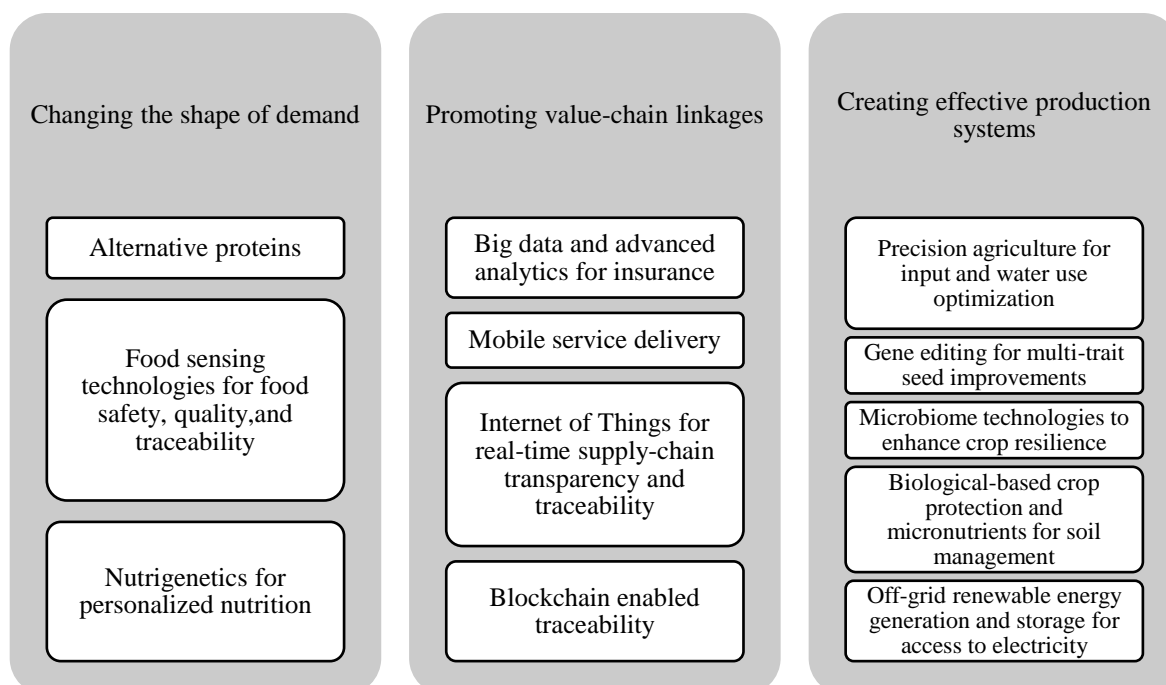 Changing the shape of demand
Alternative proteins
Food sensing
technologies for food
safety, quality,and
traceability
Nutrigenetics for
personalized nutrition
Promoting value-chain linkages
Big data and advanced
analytics for insurance
Mobile service delivery
Internet of Things for
real-time supply-chain
transparency and
traceability
Blockchain enabled
traceability
Creating effective production
systems
Precision agriculture for
input and water use
optimization
Gene editing for multi-trait
seed improvements
Microbiome technologies to
enhance crop resilience
Biological-based crop
protection and
micronutrients for soil
management
Off-grid renewable energy
generation and storage for
access to electricity